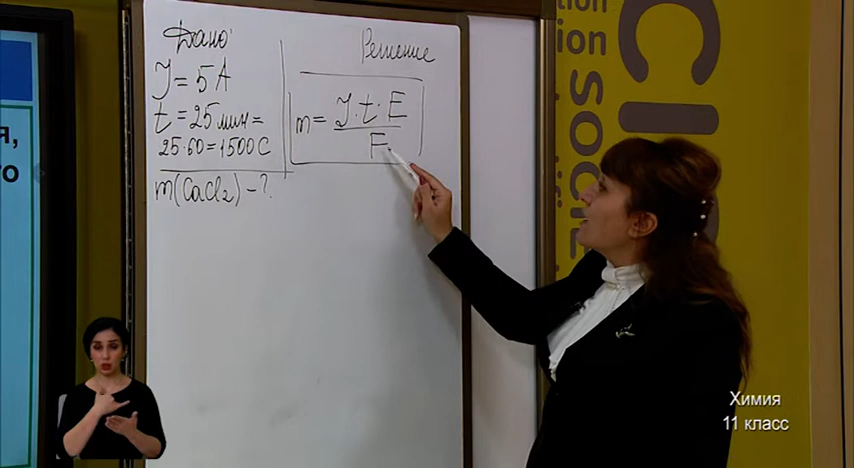 Дано:
J = 5 A
t = 25 мин =
25·60 = 1500 С
m(CaCl2) – ?
Решение
m = J·t·E
F
Химия
11 класс